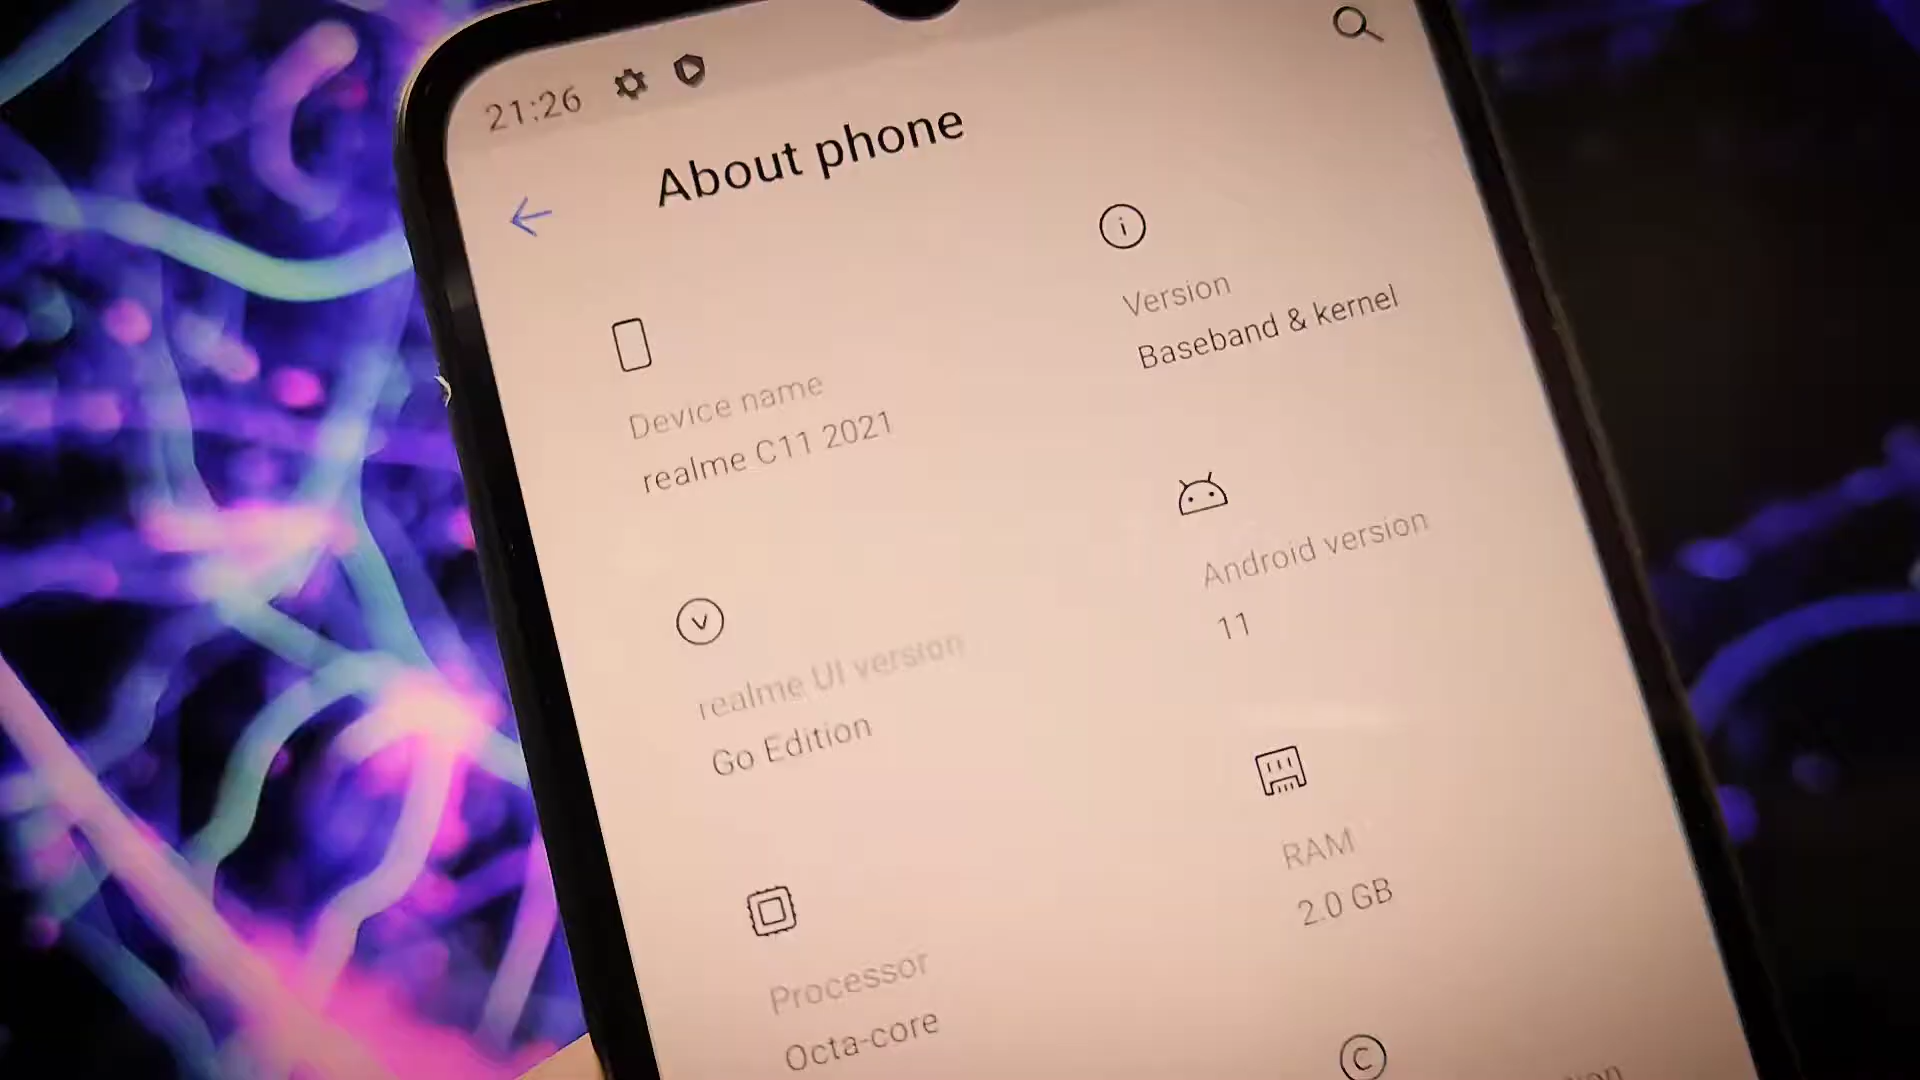 21:26
About phone
Device name
realme C11 2021
Version
Baseband & kernel
realme UI version
Go Edition
Android version
11
Processor
Octa-core
RAM
2.0 GB